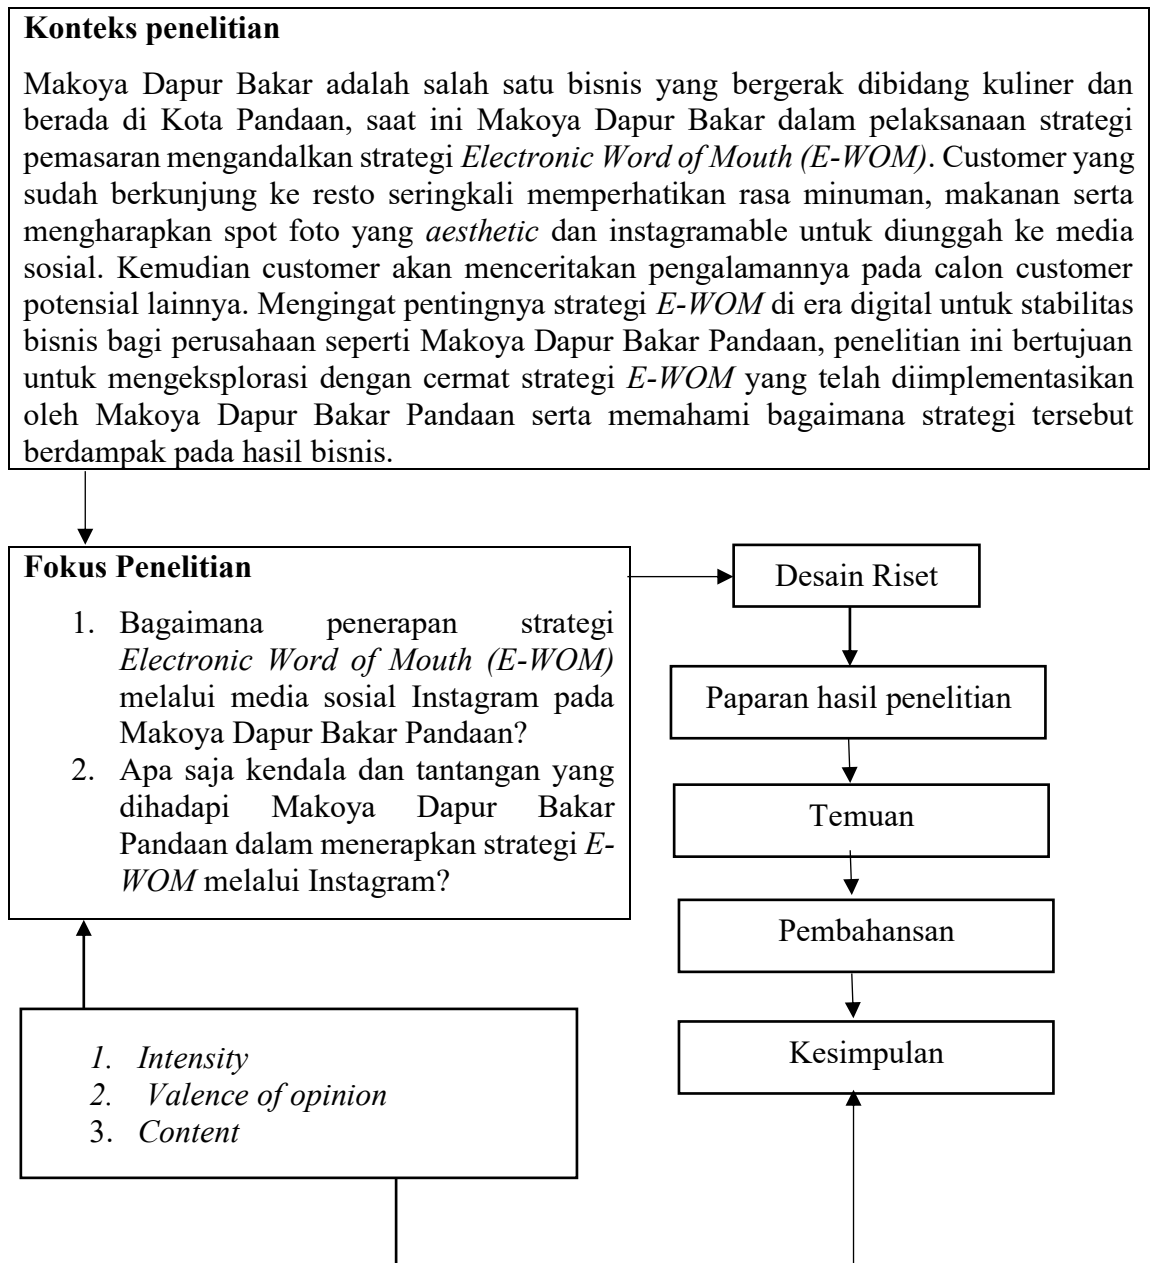 Konteks penelitian
Makoya Dapur Bakar adalah salah satu bisnis yang bergerak dibidang kuliner dan
berada di Kota Pandaan, saat ini Makoya Dapur Bakar dalam pelaksanaan strategi
pemasaran mengandalkan strategi Electronic Word of Mouth (E-WOM). Customer yang
sudah berkunjung ke resto seringkali memperhatikan rasa minuman, makanan serta
mengharapkan spot foto yang aesthetic dan instagramable untuk diunggah ke media
sosial. Kemudian customer akan menceritakan pengalamannya pada calon customer
potensial lainnya. Mengingat pentingnya strategi E-WOM di era digital untuk stabilitas
bisnis bagi perusahaan seperti Makoya Dapur Bakar Pandaan, penelitian ini bertujuan
untuk mengeksplorasi dengan cermat strategi E-WOM yang telah diimplementasikan
oleh Makoya Dapur Bakar Pandaan serta memahami bagaimana strategi tersebut
berdampak pada hasil bisnis.
Fokus Penelitian
1. Bagaimana penerapan strategi
Electronic Word of Mouth (E-WOM)
melalui media sosial Instagram pada
Makoya Dapur Bakar Pandaan?
2. Apa saja kendala dan tantangan yang
dihadapi Makoya Dapur Bakar
Pandaan dalam menerapkan strategi E-
WOM melalui Instagram?
Desain Riset
Paparan hasil penelitian
Temuan
Pembahansan
Kesimpulan
1. Intensity
2. Valence of opinion
3. Content